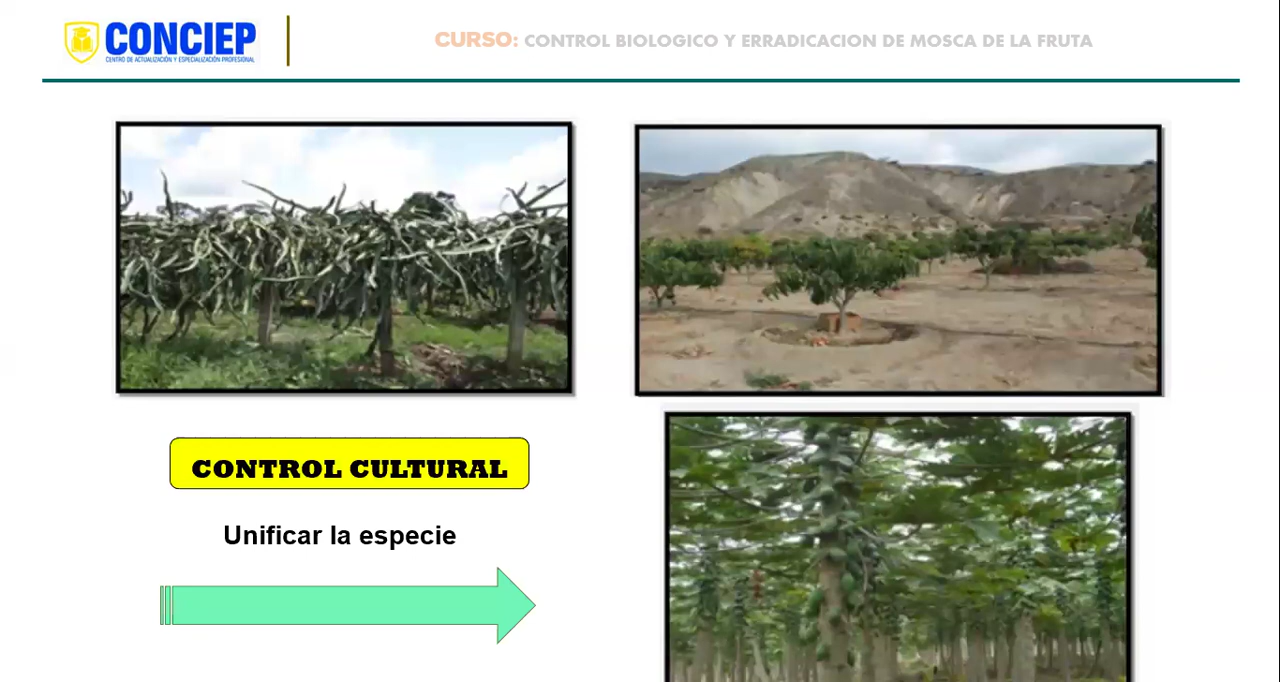 CONCIEP
CENTRO DE ACTUALIZACIÓN Y ESPECIALIZACIÓN PROFESIONAL
CURSO: CONTROL BIOLOGICO Y ERRADICACION DE MOSCA DE LA FRUTA
CONTROL CULTURAL
Unificar la especie